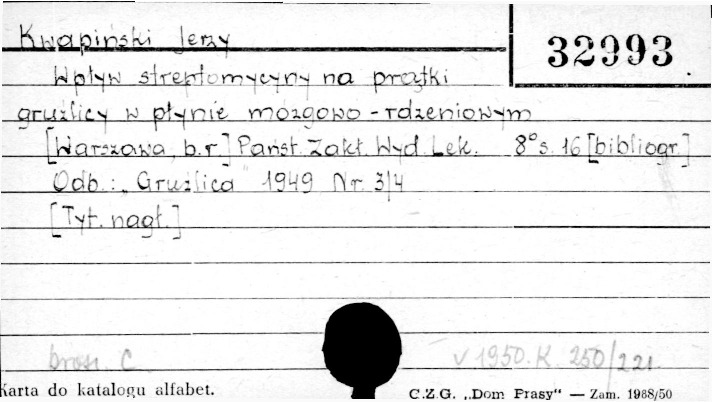 Kwapiński Jerzy
32993
Wpływ streptomycyny na prątki
gruźlicy w płynie mózgowo-rdzeniowym
[Warszawa, b.r.] Państ. Zakł. Wyd. Lek. 8° s. 16 [bibliogr.]
Odb.: „Gruźlica" 1949 Nr. 3/4
[Tyt. nagł.]
brosz. C. V 1950. K. 250/221.
Karta do katalogu alfabet. C.Z.G. „Dom Prasy“ — Zam. 1988/50